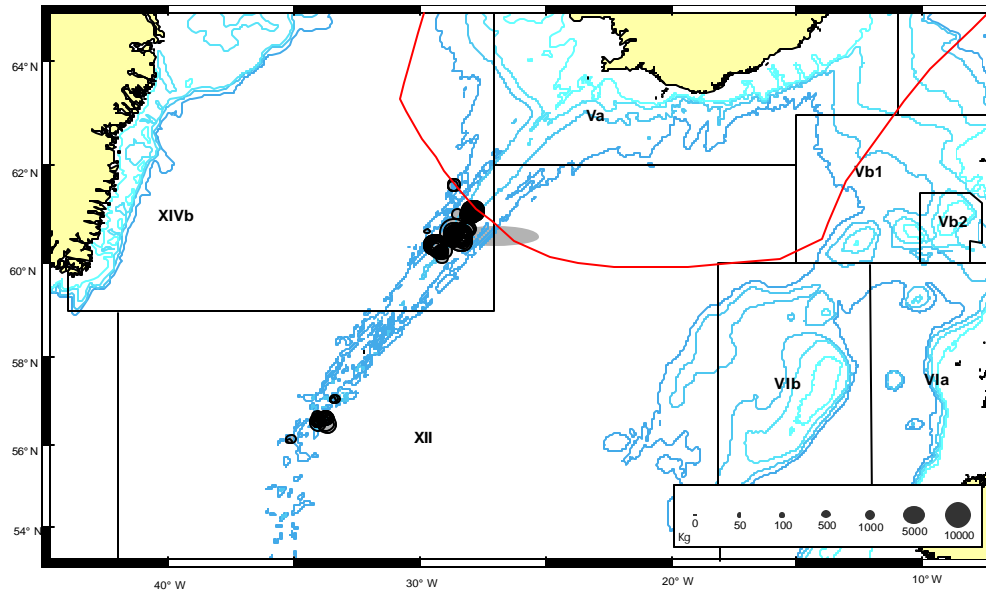 64° N
Va
62° N
Vb1
XIVb
Vb2
60° N
58° N
VIb
VIa
XII
56° N
54° N
0 50 100 500 1000 5000 10000
Kg
40° W 30° W 20° W 10° W